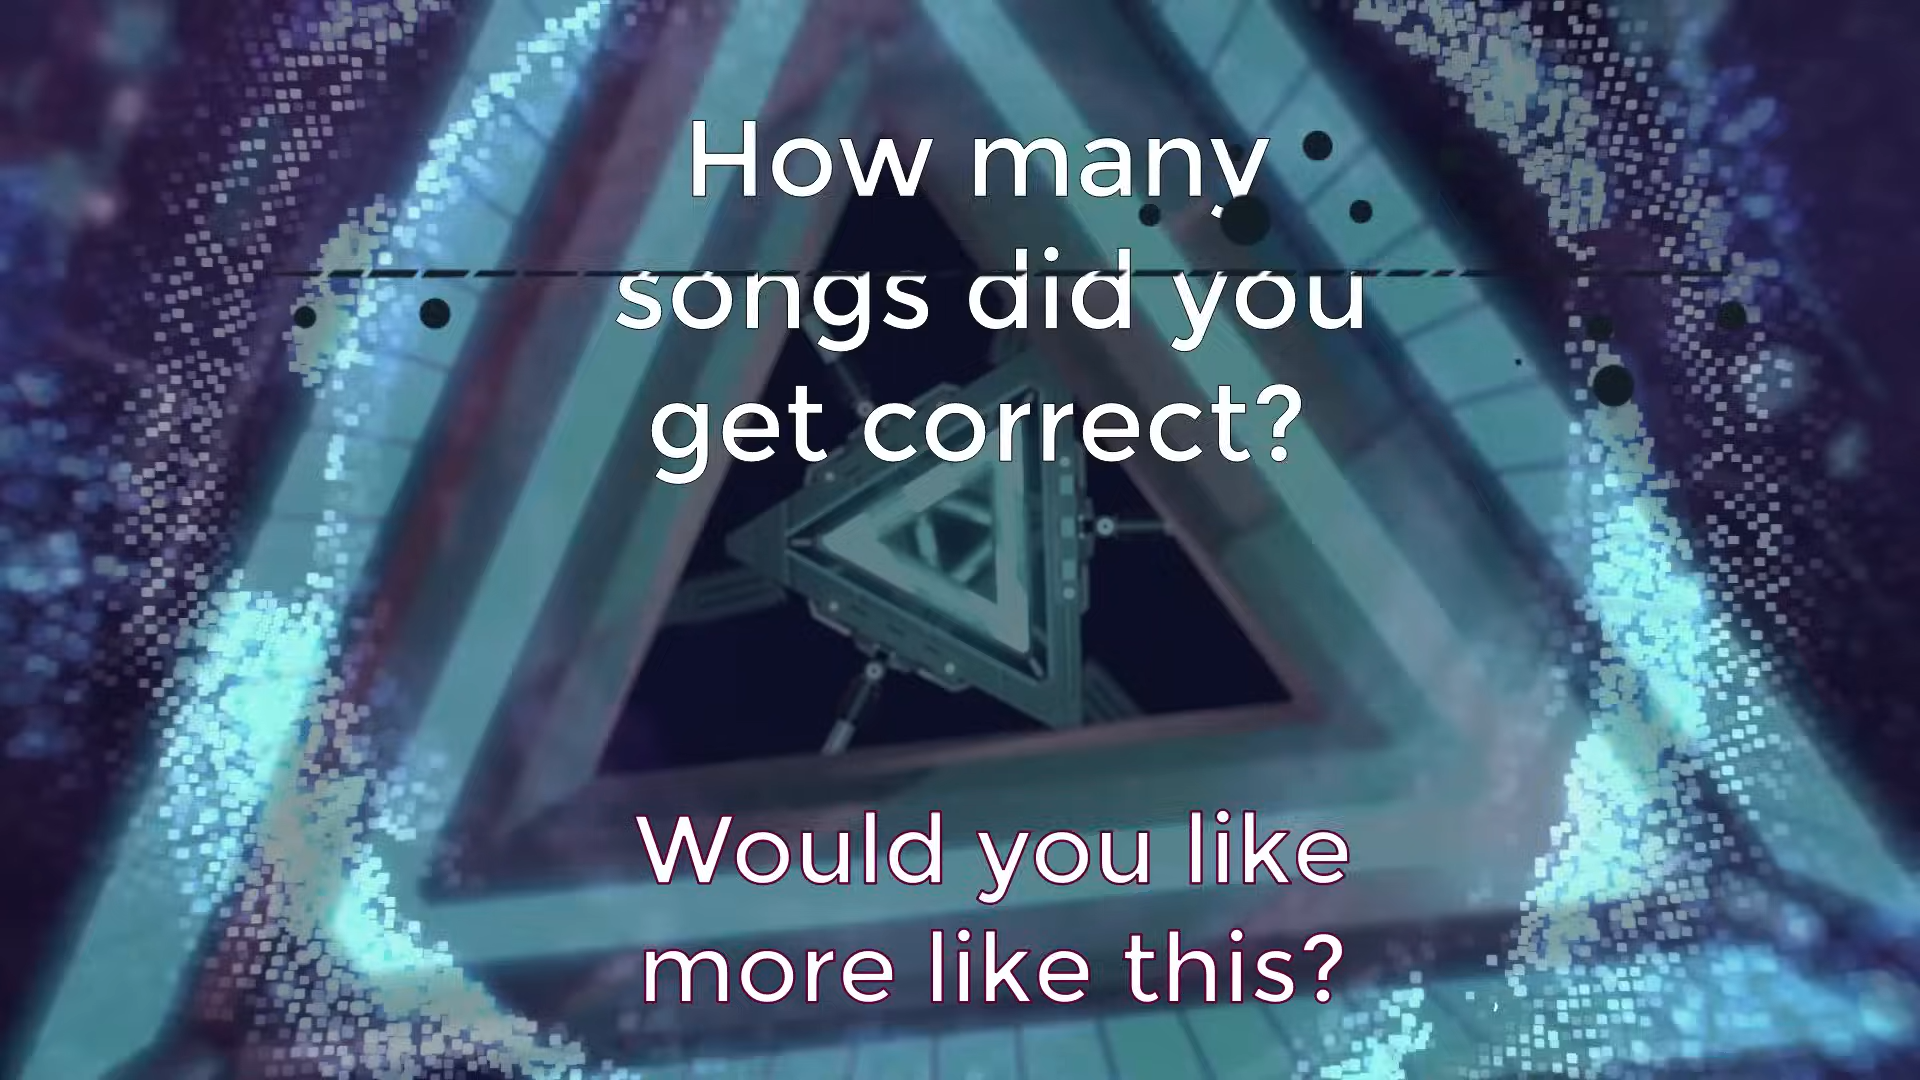 How many
songs did you
get correct?
Would you like
more like this?